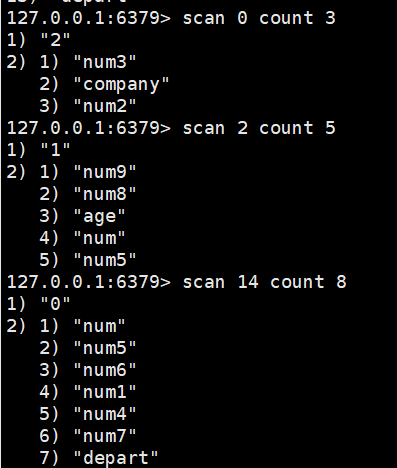 127.0.0.1:6379> scan 0 count 3
1) "2"
2) 1) "num3"
2) "company"
3) "num2"
127.0.0.1:6379> scan 2 count 5
1) "1"
2) 1) "num9"
2) "num8"
3) "age"
4) "num"
5) "num5"
127.0.0.1:6379> scan 14 count 8
1) "0"
2) 1) "num"
2) "num5"
3) "num6"
4) "num1"
5) "num4"
6) "num7"
7) "depart"